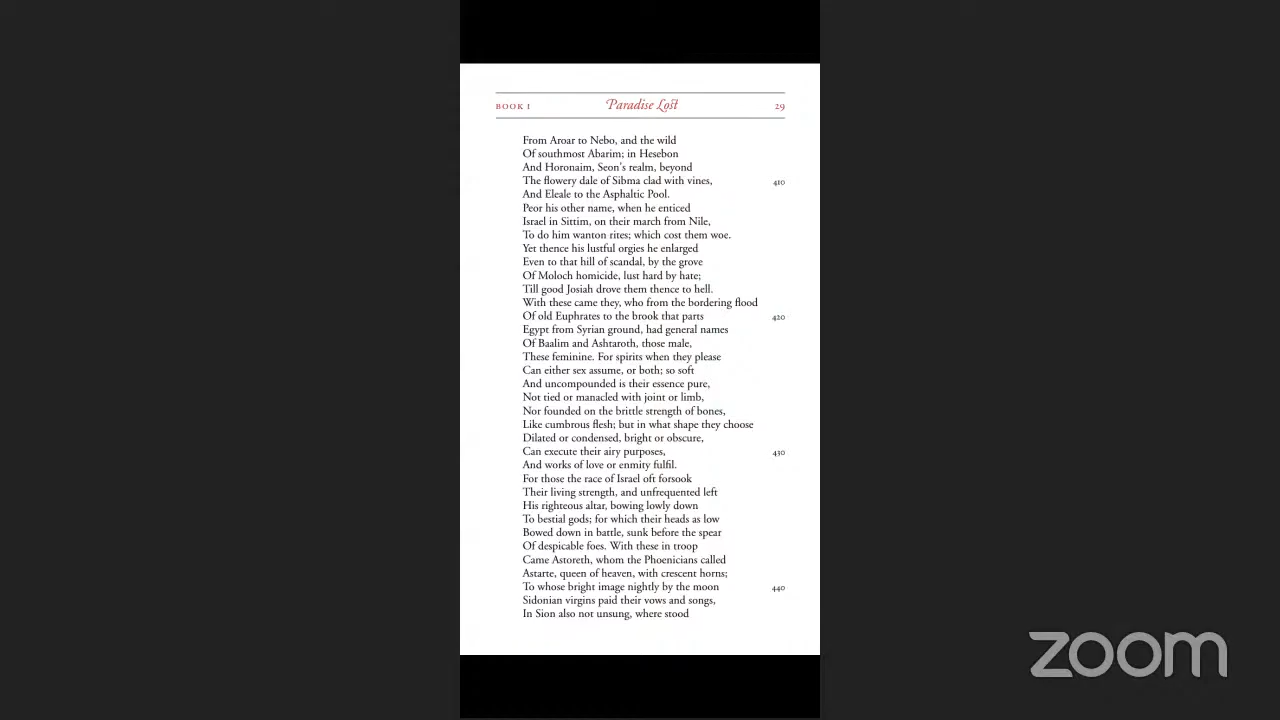 BOOK I Paradise Lost 29
From Aroar to Nebo, and the wild
Of southmost Abarim; in Hesebon
And Horonaim, Seon's realm, beyond
The flowery dale of Sibma clad with vines, 410
And Eleale to the Asphaltic Pool.
Peor his other name, when he enticed
Israel in Sittim, on their march from Nile,
To do him wanton rites; which cost them woe.
Yet thence his lustful orgies he enlarged
Even to that hill of scandal, by the grove
Of Moloch homicide, lust hard by hate;
Till good Josiah drove them thence to hell.
With these came they, who from the bordering flood
Of old Euphrates to the brook that parts 420
Egypt from Syrian ground, had general names
Of Baalim and Ashtaroth, those male,
These feminine. For spirits when they please
Can either sex assume, or both; so soft
And uncompounded is their essence pure,
Not tied or manacled with joint or limb,
Nor founded on the brittle strength of bones,
Like cumbrous flesh; but in what shape they choose
Dilated or condensed, bright or obscure,
Can execute their airy purposes, 430
And works of love or enmity fulfil.
For those the race of Israel oft forsook
Their living strength, and unfrequented left
His righteous altar, bowing lowly down
To bestial gods; for which their heads as low
Bowed down in battle, sunk before the spear
Of despicable foes. With these in troop
Came Astoreth, whom the Phoenicians called
Astarte, queen of heaven, with crescent horns;
To whose bright image nightly by the moon 440
Sidonian virgins paid their vows and songs,
In Sion also not unsung, where stood
zoom